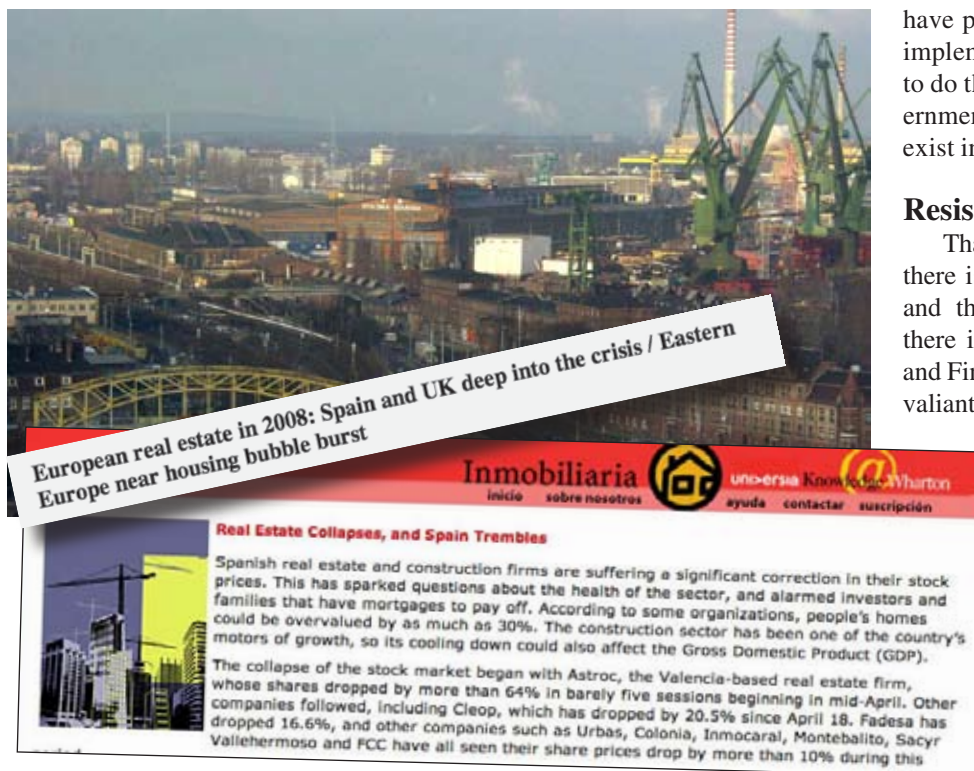 have p
implen
to do th
ernmen
exist in
Resis
Tha
there i
and th
there i
and Fin
valiant
European real estate in 2008: Spain and UK deep into the crisis / Eastern
Europe near housing bubble burst
Inmobiliaria
inicio sobre nosotros
universia Knowledge@Wharton
ayuda contactar suscripción
Real Estate Collapses, and Spain Trembles
Spanish real estate and construction firms are suffering a significant correction in their stock
prices. This has sparked questions about the health of the sector, and alarmed investors and
families that have mortgages to pay off. According to some organizations, people's homes
could be overvalued by as much as 30%. The construction sector has been one of the country's
motors of growth, so its cooling down could also affect the Gross Domestic Product (GDP).
The collapse of the stock market began with Astroc, the Valencia-based real estate firm,
whose shares dropped by more than 64% in barely five sessions beginning in mid-April. Other
companies followed, including Cleop, which has dropped by 20.5% since April 18. Fadesa has
dropped 16.6%, and other companies such as Urbas, Colonia, Inmocaral, Montebalito, Sacyr
Vallehermoso and FCC have all seen their share prices drop by more than 10% during this